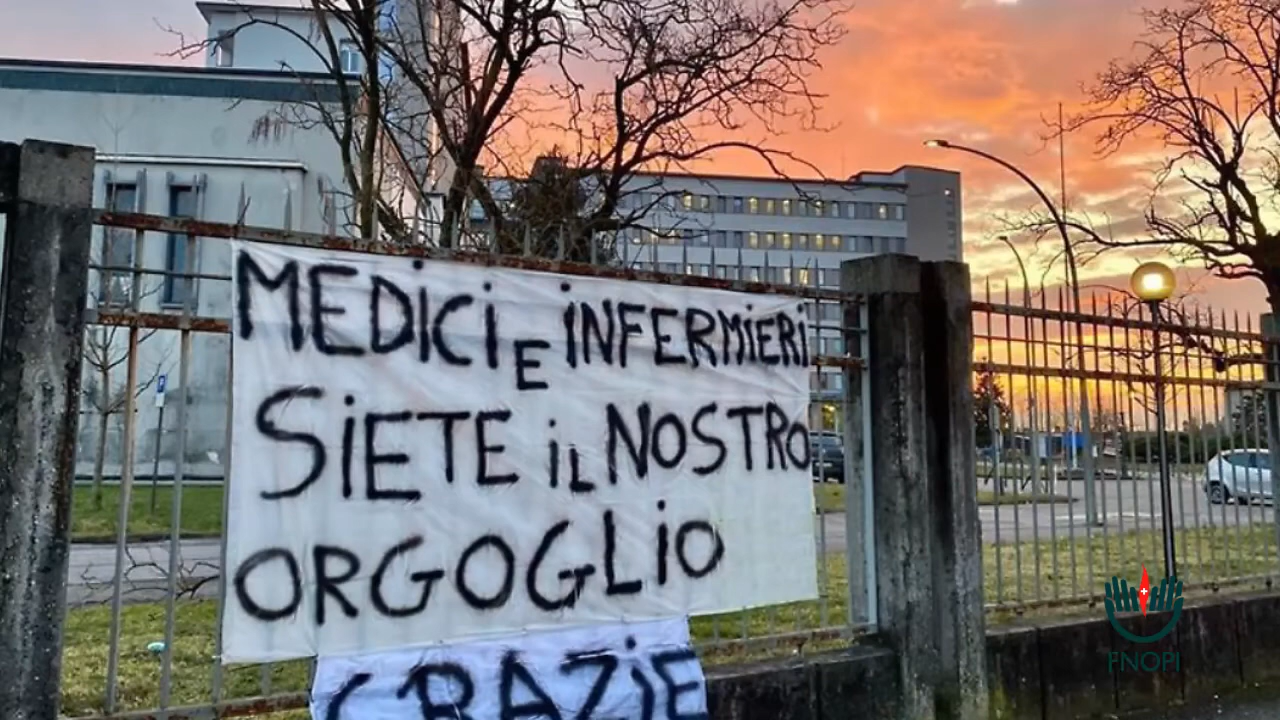 MEDICI E INFERMIERI
SIETE IL NOSTRO
ORGOGLIO
GRAZIE
FNOPI